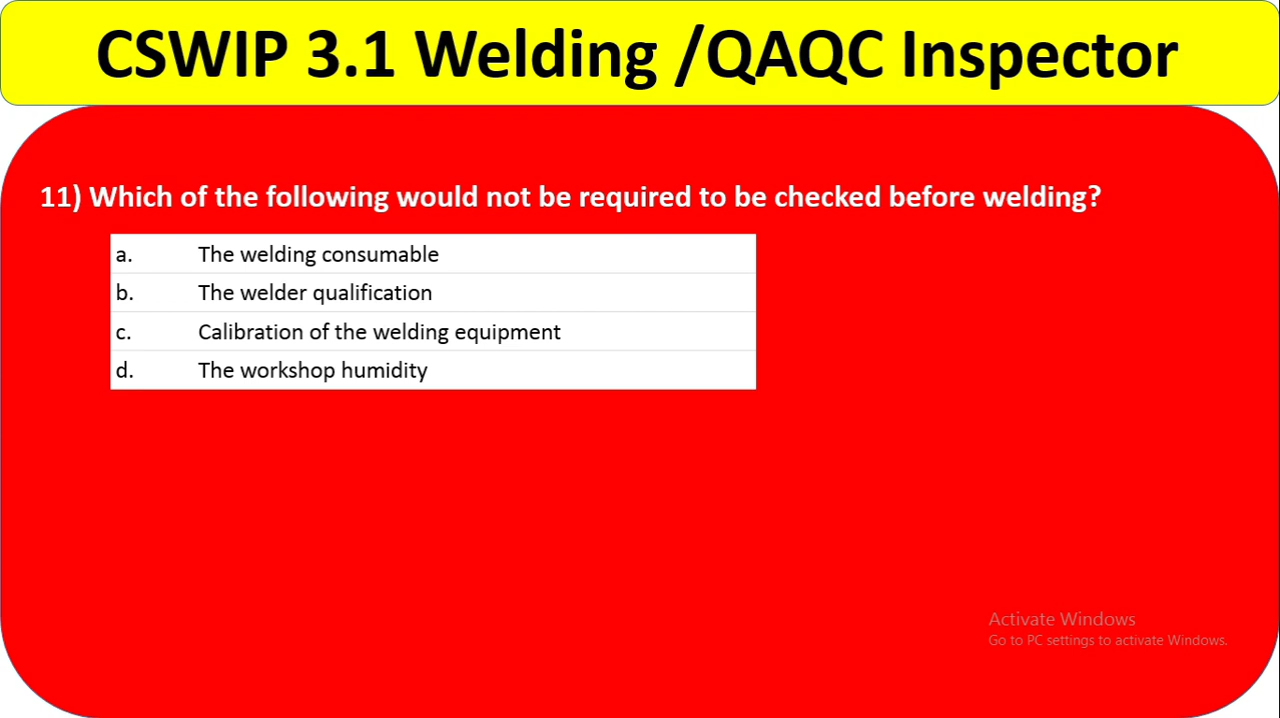 CSWIP 3.1 Welding /QAQC Inspector
11) Which of the following would not be required to be checked before welding?
a. The welding consumable
b. The welder qualification
c. Calibration of the welding equipment
d. The workshop humidity
Activate Windows
Go to PC settings to activate Windows.